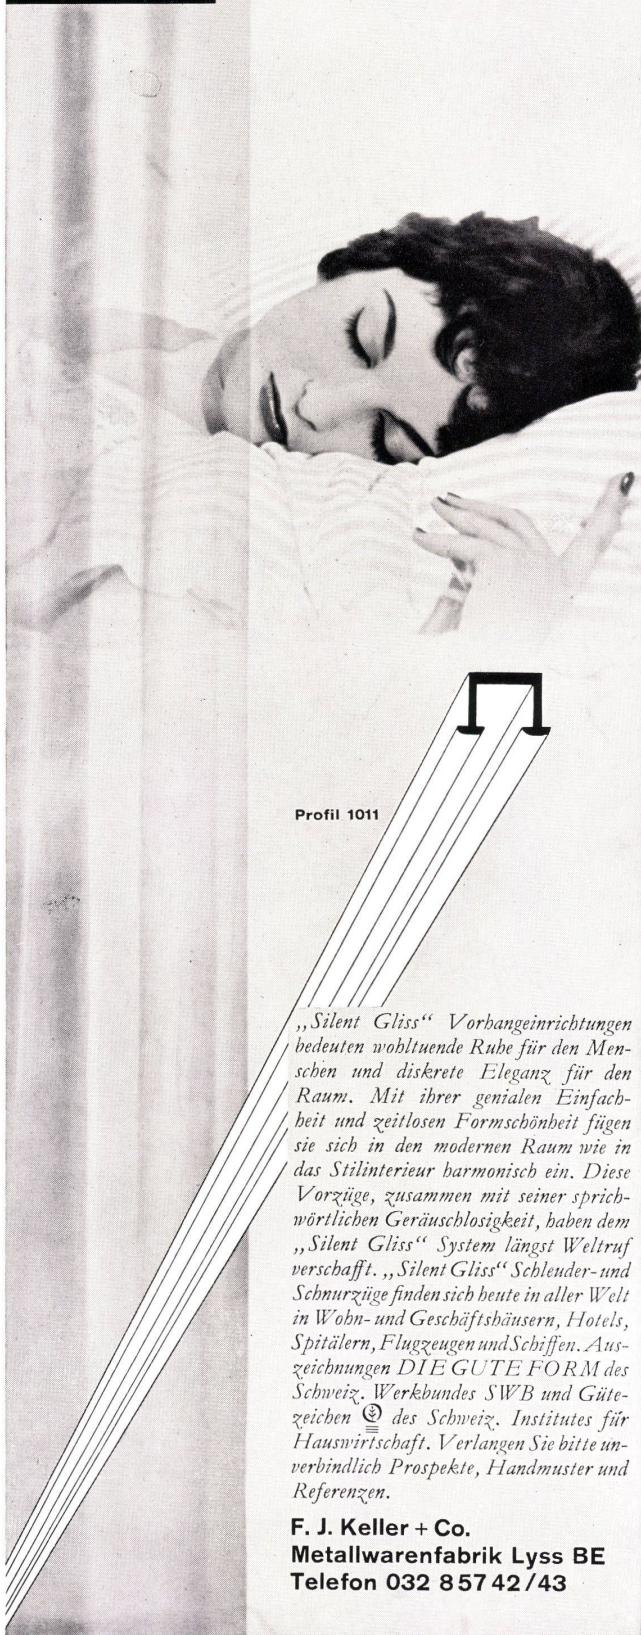 Profil 1011
„Silent Gliss“ Vorhangeinrichtungen
bedeuten wohltuende Ruhe für den Men-
schen und diskrete Eleganz für den
Raum. Mit ihrer genialen Einfach-
heit und zeitlosen Formschönheit fügen
sie sich in den modernen Raum wie in
das Stilinterieur harmonisch ein. Diese
Vorzüge, zusammen mit seiner sprich-
wörtlichen Geräuschlosigkeit, haben dem
„Silent Gliss“ System längst Weltruf
verschafft. „Silent Gliss“ Schleuder- und
Schnurzüge finden sich heute in aller Welt
in Wohn- und Geschäftshäusern, Hotels,
Spitälern, Flugzeugen und Schiffen. Aus-
zeichnungen DIE GUTE FORM des
Schweiz. Werkbundes SWB und Güte-
zeichen des Schweiz. Institutes für
Hauswirtschaft. Verlangen Sie bitte un-
verbindlich Prospekte, Handmuster und
Referenzen.
F. J. Keller + Co.
Metallwarenfabrik Lyss BE
Telefon 032 8 57 42 / 43